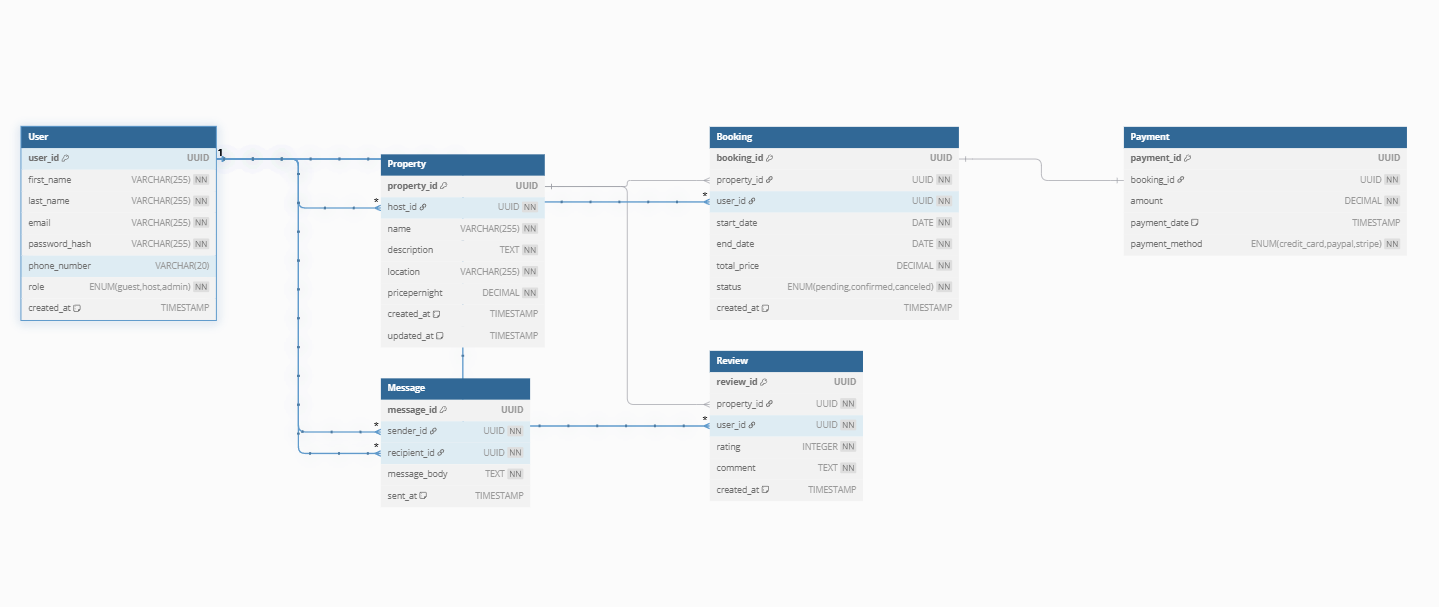 User
user_id UUID
first_name VARCHAR(255) NN
last_name VARCHAR(255) NN
email VARCHAR(255) NN
password_hash VARCHAR(255) NN
phone_number VARCHAR(20)
role ENUM(guest,host,admin) NN
created_at TIMESTAMP
1
Property
property_id UUID
* host_id UUID NN
name VARCHAR(255) NN
description TEXT NN
location VARCHAR(255) NN
pricepernight DECIMAL NN
created_at TIMESTAMP
updated_at TIMESTAMP
Message
message_id UUID
* sender_id UUID NN
* recipient_id UUID NN
message_body TEXT NN
sent_at TIMESTAMP
Booking
booking_id UUID
property_id UUID NN
* user_id UUID NN
start_date DATE NN
end_date DATE NN
total_price DECIMAL NN
status ENUM(pending,confirmed,canceled) NN
created_at TIMESTAMP
Review
review_id UUID
property_id UUID NN
* user_id UUID NN
rating INTEGER NN
comment TEXT NN
created_at TIMESTAMP
Payment
payment_id UUID
booking_id UUID NN
amount DECIMAL NN
payment_date TIMESTAMP
payment_method ENUM(credit_card,paypal,stripe) NN